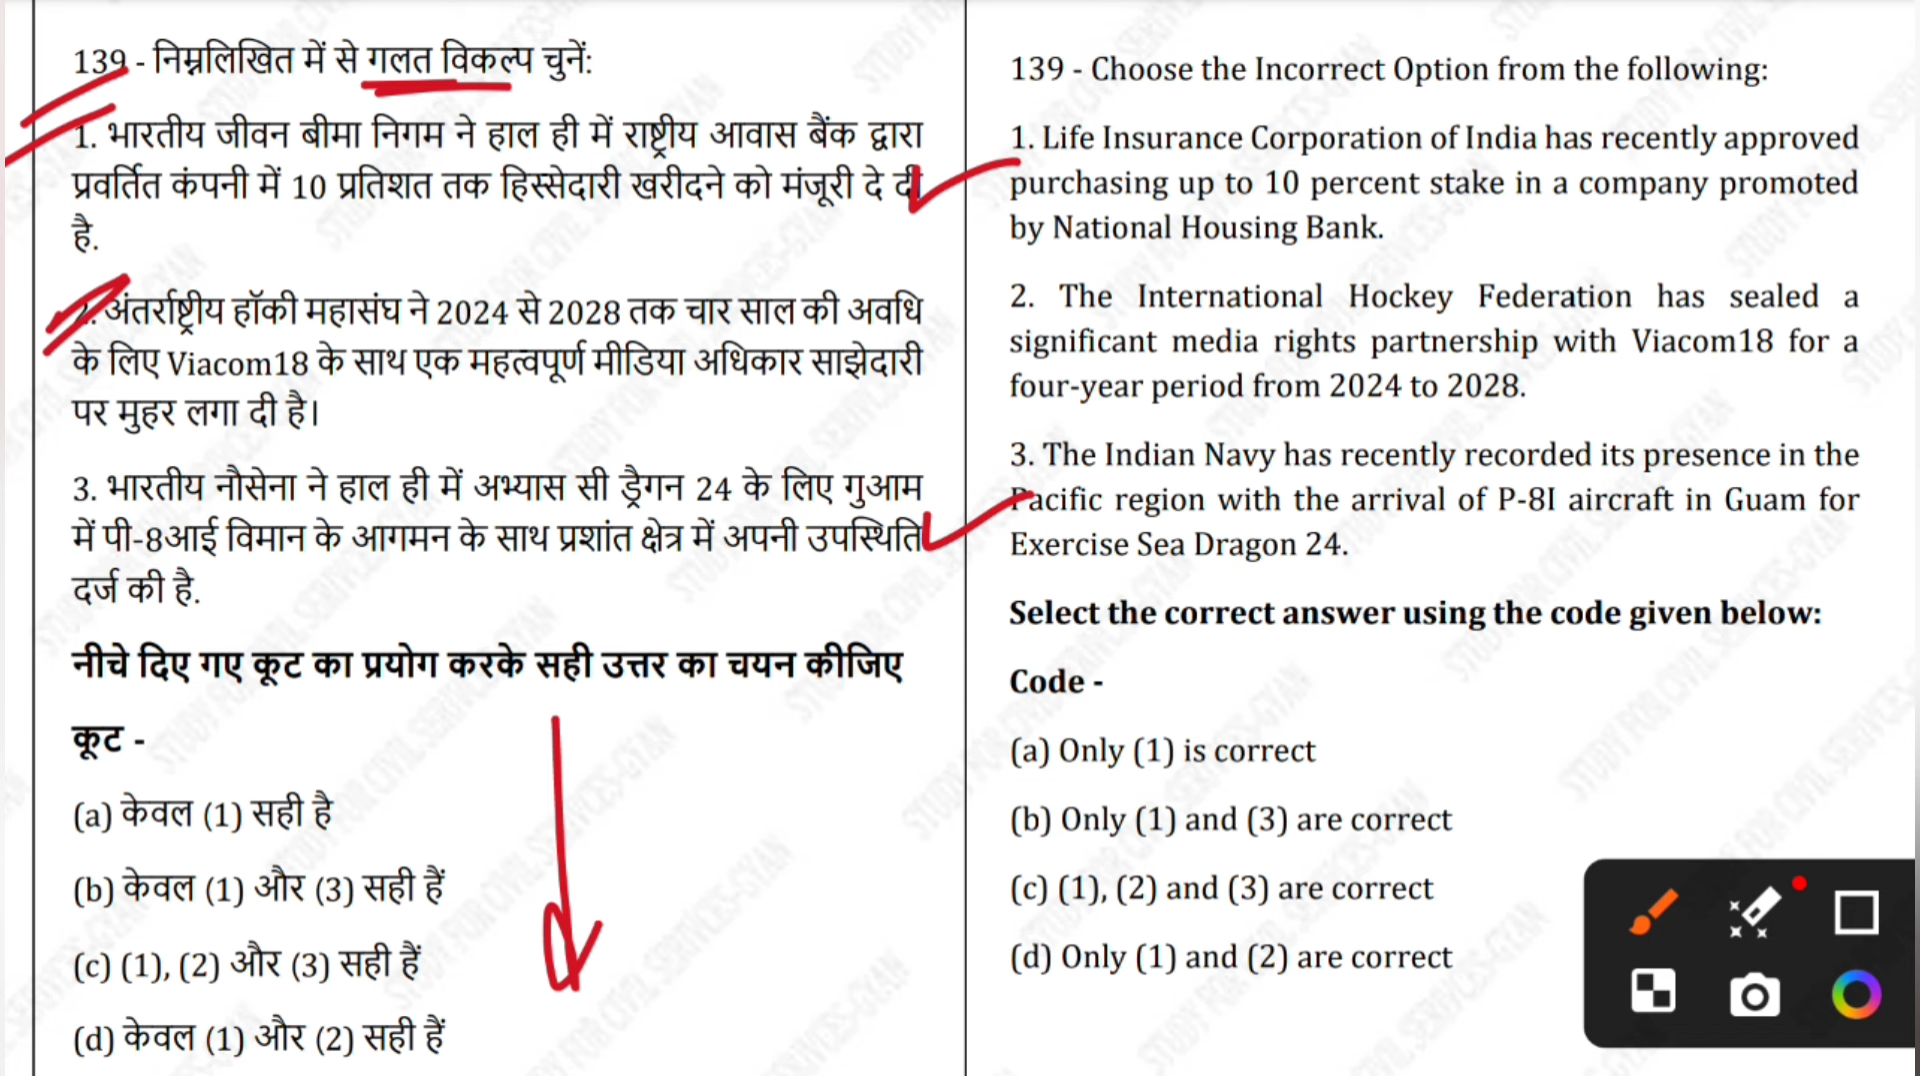 139 - निम्नलिखित में से गलत विकल्प चुनें:
1. भारतीय जीवन बीमा निगम ने हाल ही में राष्ट्रीय आवास बैंक द्वारा
प्रवर्तित कंपनी में 10 प्रतिशत तक हिस्सेदारी खरीदने को मंजूरी दे दी
है.
2. अंतर्राष्ट्रीय हॉकी महासंघ ने 2024 से 2028 तक चार साल की अवधि
के लिए Viacom18 के साथ एक महत्वपूर्ण मीडिया अधिकार साझेदारी
पर मुहर लगा दी है।
3. भारतीय नौसेना ने हाल ही में अभ्यास सी ड्रैगन 24 के लिए गुआम
में पी-8आई विमान के आगमन के साथ प्रशांत क्षेत्र में अपनी उपस्थिति
दर्ज की है.
नीचे दिए गए कूट का प्रयोग करके सही उत्तर का चयन कीजिए
कूट -
(a) केवल (1) सही है
(b) केवल (1) और (3) सही हैं
(c) (1), (2) और (3) सही हैं
(d) केवल (1) और (2) सही हैं
139 - Choose the Incorrect Option from the following:
1. Life Insurance Corporation of India has recently approved
purchasing up to 10 percent stake in a company promoted
by National Housing Bank.
2. The International Hockey Federation has sealed a
significant media rights partnership with Viacom18 for a
four-year period from 2024 to 2028.
3. The Indian Navy has recently recorded its presence in the
Pacific region with the arrival of P-8I aircraft in Guam for
Exercise Sea Dragon 24.
Select the correct answer using the code given below:
Code -
(a) Only (1) is correct
(b) Only (1) and (3) are correct
(c) (1), (2) and (3) are correct
(d) Only (1) and (2) are correct